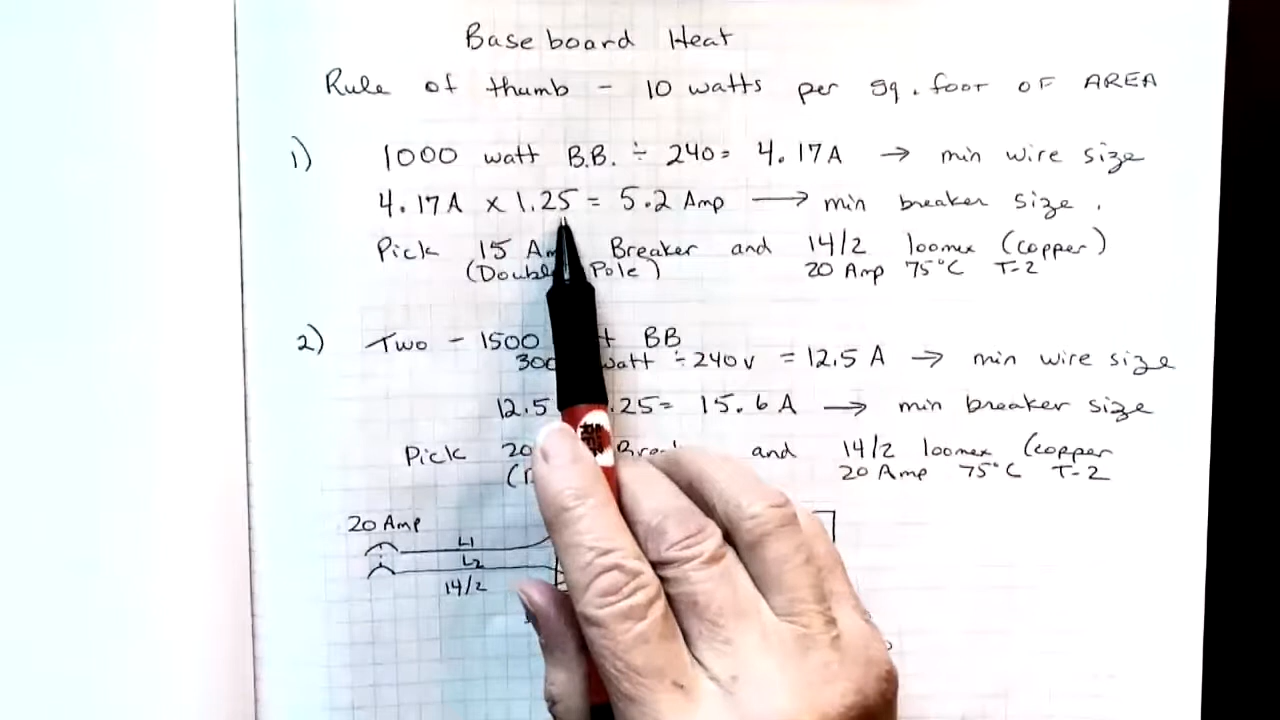 Baseboard Heat
Rule of thumb - 10 watts per sq. foot OF AREA
1) 1000 watt B.B. ÷ 240 = 4.17A → min wire size
4.17A x 1.25 = 5.2 Amp → min breaker size.
Pick 15 Am Breaker and 14/2 loomex (copper)
(Double Pole) 20 Amp 75°C T-2
2) Two - 1500 BB
300 watt ÷ 240v = 12.5 A → min wire size
12.5 .25 = 15.6 A → min breaker size
Pick 20 and 14/2 loomex (copper
20 Amp 75°C T-2
20 Amp
L1
L2
14/2